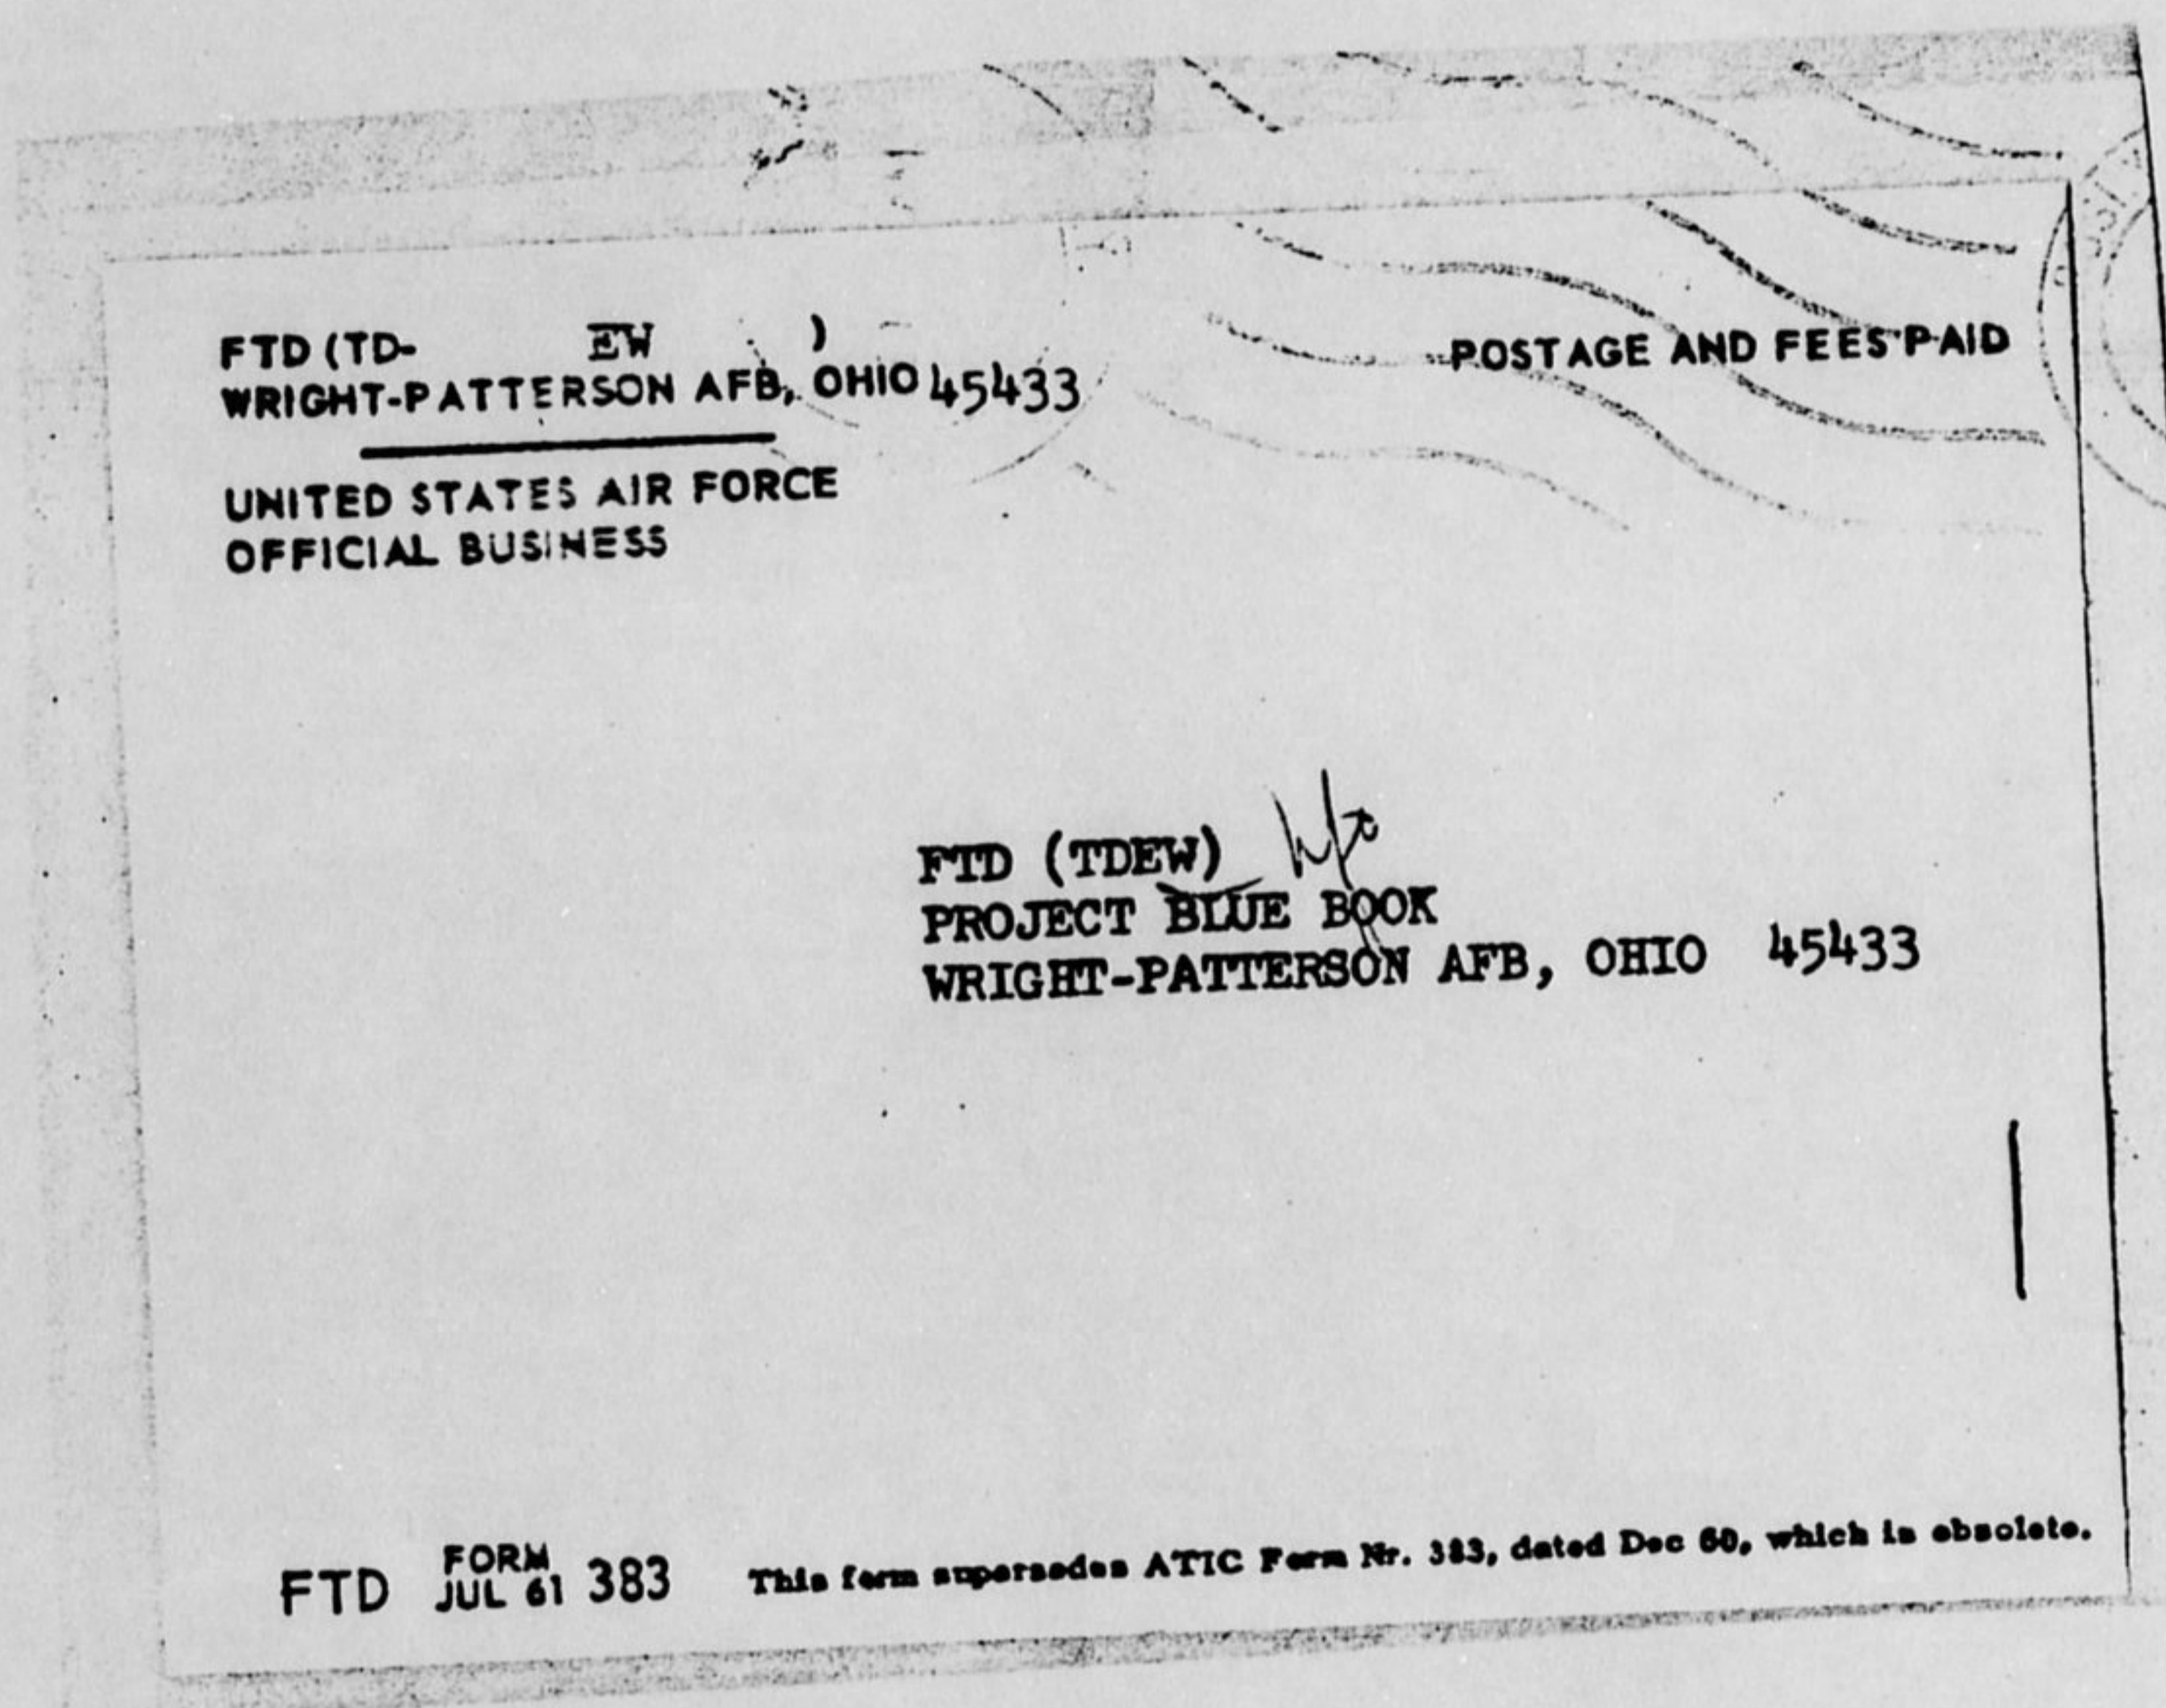 FTD (TD- EW )
WRIGHT-PATTERSON AFB, OHIO 45433
UNITED STATES AIR FORCE
OFFICIAL BUSINESS
POSTAGE AND FEES PAID
FTD (TDEW)
PROJECT BLUE BOOK
WRIGHT-PATTERSON AFB, OHIO 45433
FTD FORM JUL 61 383
This form supersedes ATIC Form Nr. 383, dated Dec 60, which is obsolete.